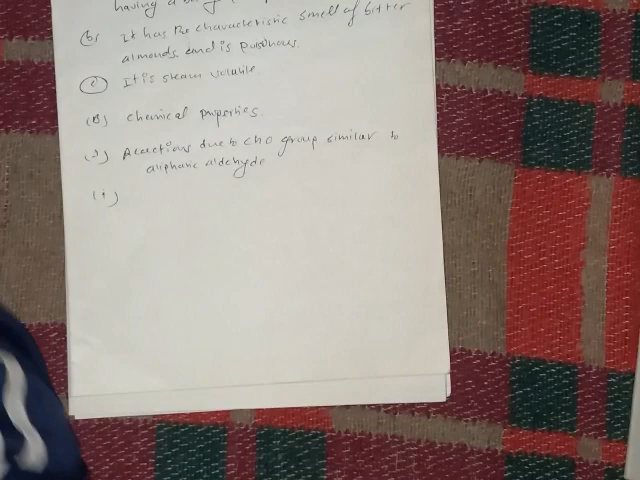 having a
(b) It has the characteristic smell of bitter
almonds and is poisonous.
(c) It is steam volatile.
(B) chemical properties.
(1) Reactions due to CHO group similar to
aliphatic aldehyde
(i)